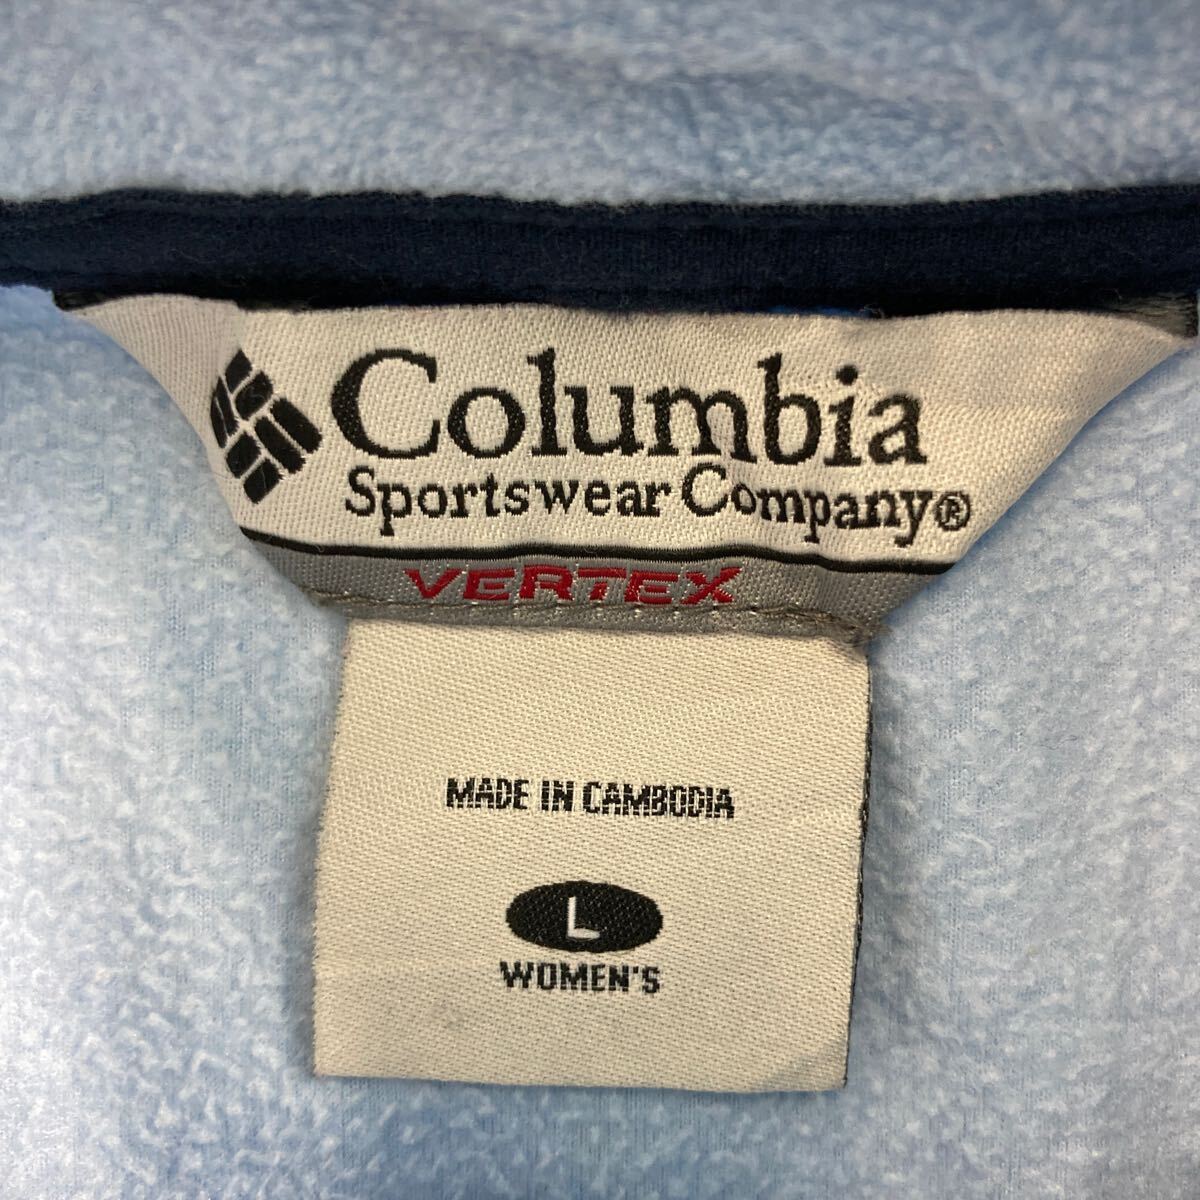 Columbia
Sportswear Company®
VERTEX
MADE IN CAMBODIA
L
WOMEN'S